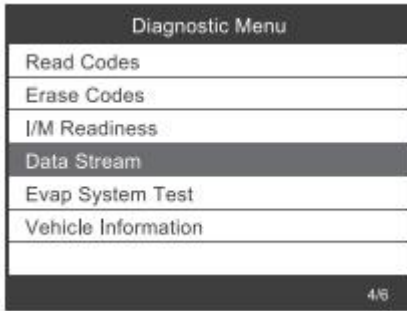 Diagnostic Menu
Read Codes
Erase Codes
I/M Readiness
Data Stream
Evap System Test
Vehicle Information
4/6